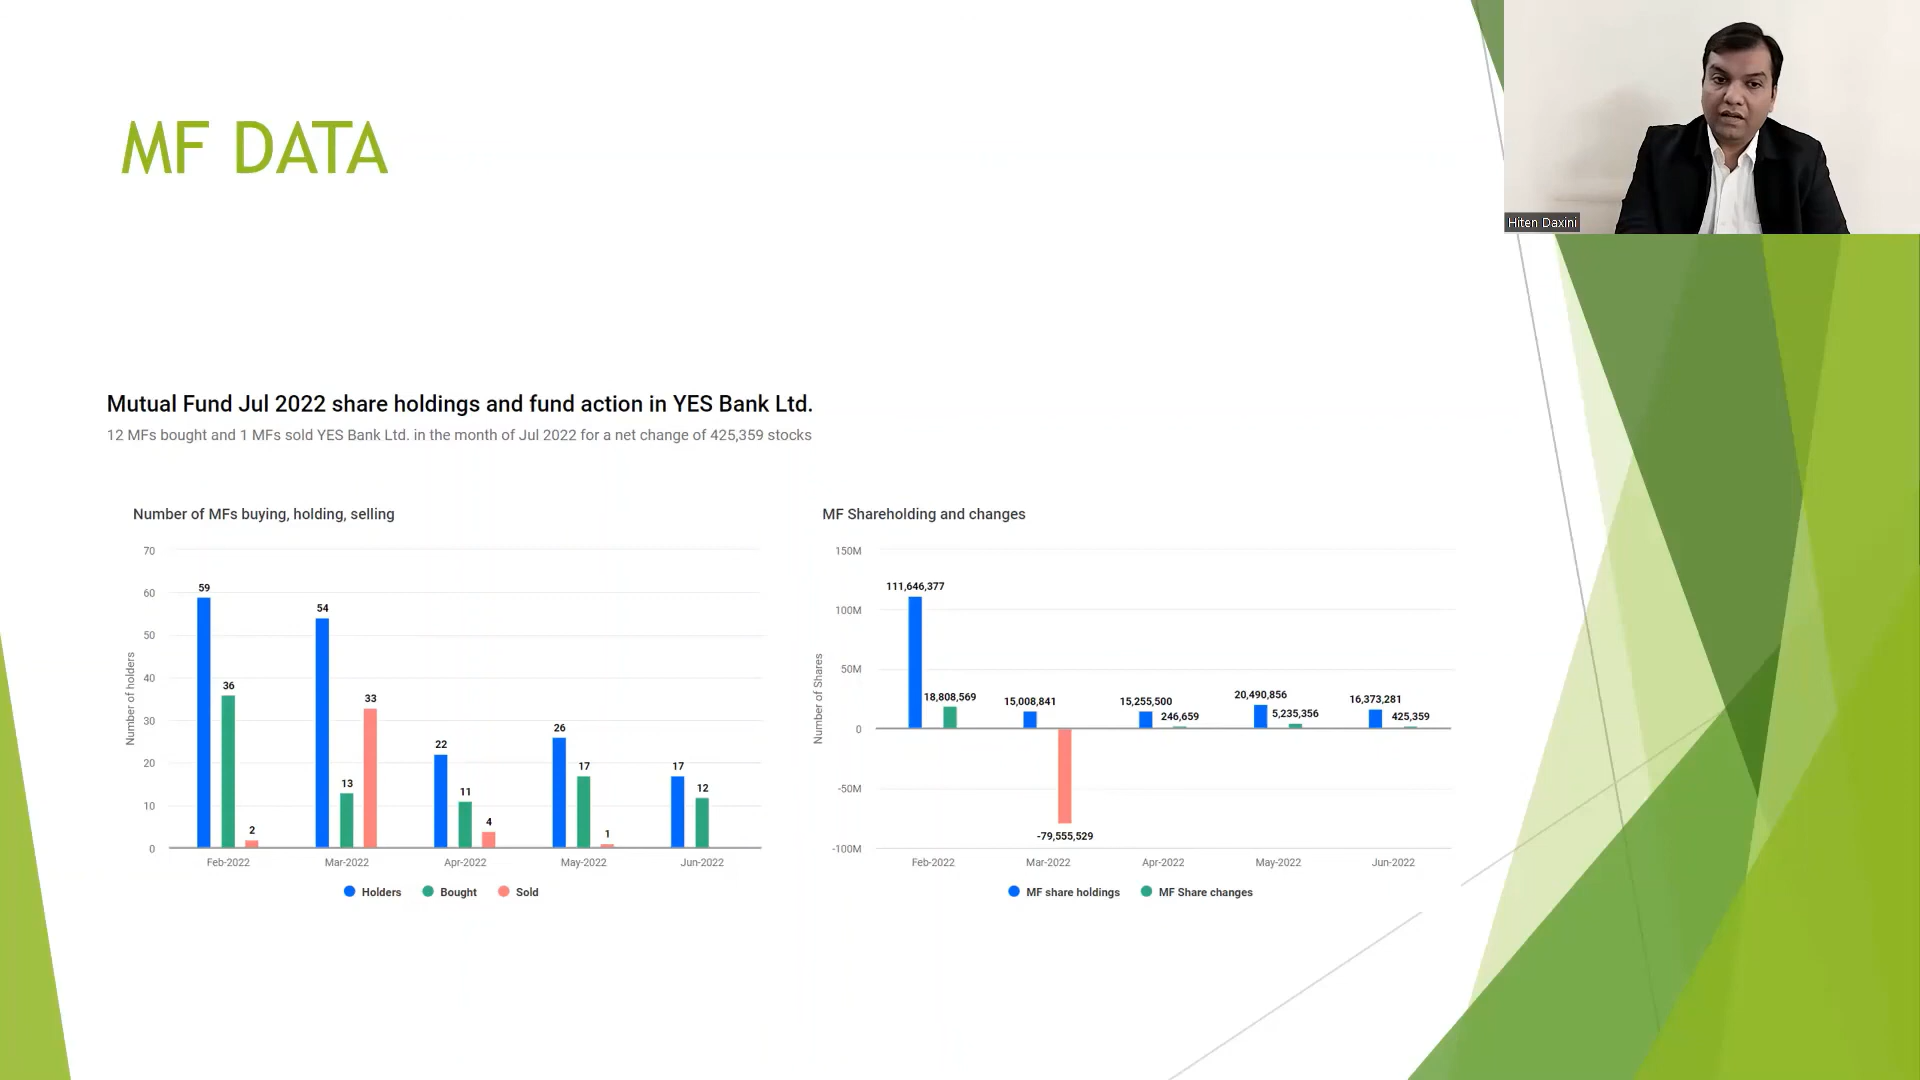 MF DATA
Hiten Daxini
Mutual Fund Jul 2022 share holdings and fund action in YES Bank Ltd.
12 MFs bought and 1 MFs sold YES Bank Ltd. in the month of Jul 2022 for a net change of 425,359 stocks
Number of MFs buying, holding, selling
Number of holders
70
60
50
40
30
20
10
0
59
36
2
54
13
33
22
11
4
26
17
1
17
12
Feb-2022
Mar-2022
Apr-2022
May-2022
Jun-2022
Holders
Bought
Sold
MF Shareholding and changes
Number of Shares
150M
100M
50M
0
-50M
-100M
111,646,377
18,808,569
15,008,841
-79,555,529
15,255,500
246,659
20,490,856
5,235,356
16,373,281
425,359
Feb-2022
Mar-2022
Apr-2022
May-2022
Jun-2022
MF share holdings
MF Share changes